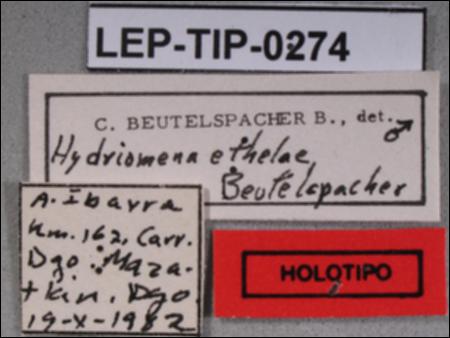 LEP-TIP-0274
C. BEUTELSPACHER B., det. ♂
Hydriomena ethelae
Beutelspacher
A. Ibarra
Km. 162, Carr.
Dgo. Maza-
tlán, Dgo.
19-X-1982
HOLOTIPO